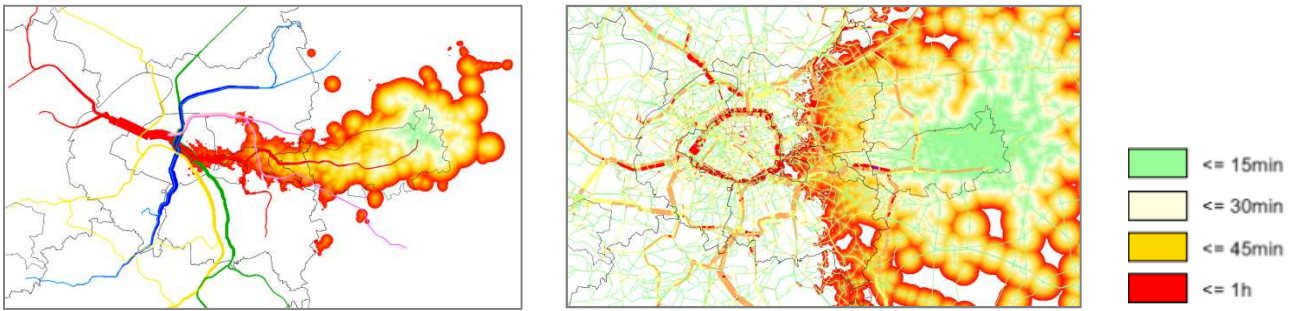 <= 15min
<= 30min
<= 45min
<= 1h